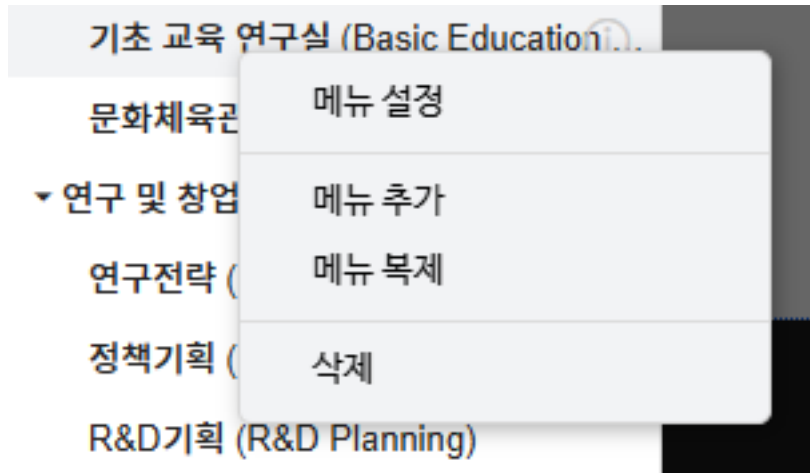 기초 교육 연구실 (Basic Education...
메뉴 설정
문화체육관
▾ 연구 및 창업
메뉴 추가
연구전략 (
메뉴 복제
정책기획 (
삭제
R&D기획 (R&D Planning)